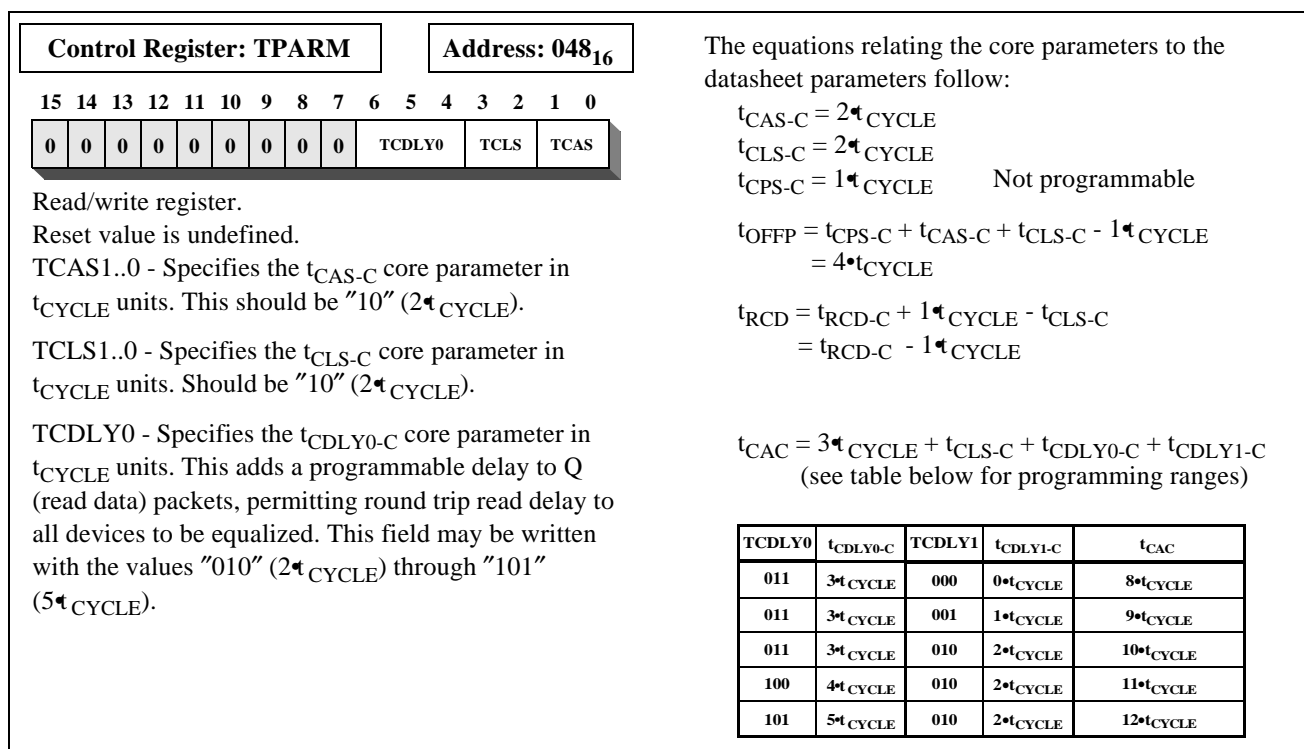 Control Register: TPARM
Address: 048₁₆
15 14 13 12 11 10 9 8 7 6 5 4 3 2 1 0
0 0 0 0 0 0 0 0 0 TCDLY0 TCLS TCAS
Read/write register.
Reset value is undefined.
TCAS1..0 - Specifies the tCAS-C core parameter in
tCYCLE units. This should be ″10″ (2•tCYCLE).
TCLS1..0 - Specifies the tCLS-C core parameter in
tCYCLE units. Should be ″10″ (2•tCYCLE).
TCDLY0 - Specifies the tCDLY0-C core parameter in
tCYCLE units. This adds a programmable delay to Q
(read data) packets, permitting round trip read delay to
all devices to be equalized. This field may be written
with the values ″010″ (2•tCYCLE) through ″101″
(5•tCYCLE).
The equations relating the core parameters to the
datasheet parameters follow:
tCAS-C = 2•tCYCLE
tCLS-C = 2•tCYCLE
tCPS-C = 1•tCYCLE Not programmable
tOFFP = tCPS-C + tCAS-C + tCLS-C - 1•tCYCLE
= 4•tCYCLE
tRCD = tRCD-C + 1•tCYCLE - tCLS-C
= tRCD-C - 1•tCYCLE
tCAC = 3•tCYCLE + tCLS-C + tCDLY0-C + tCDLY1-C
(see table below for programming ranges)
TCDLY0 tCDLY0-C TCDLY1 tCDLY1-C tCAC
011 3•tCYCLE 000 0•tCYCLE 8•tCYCLE
011 3•tCYCLE 001 1•tCYCLE 9•tCYCLE
011 3•tCYCLE 010 2•tCYCLE 10•tCYCLE
100 4•tCYCLE 010 2•tCYCLE 11•tCYCLE
101 5•tCYCLE 010 2•tCYCLE 12•tCYCLE